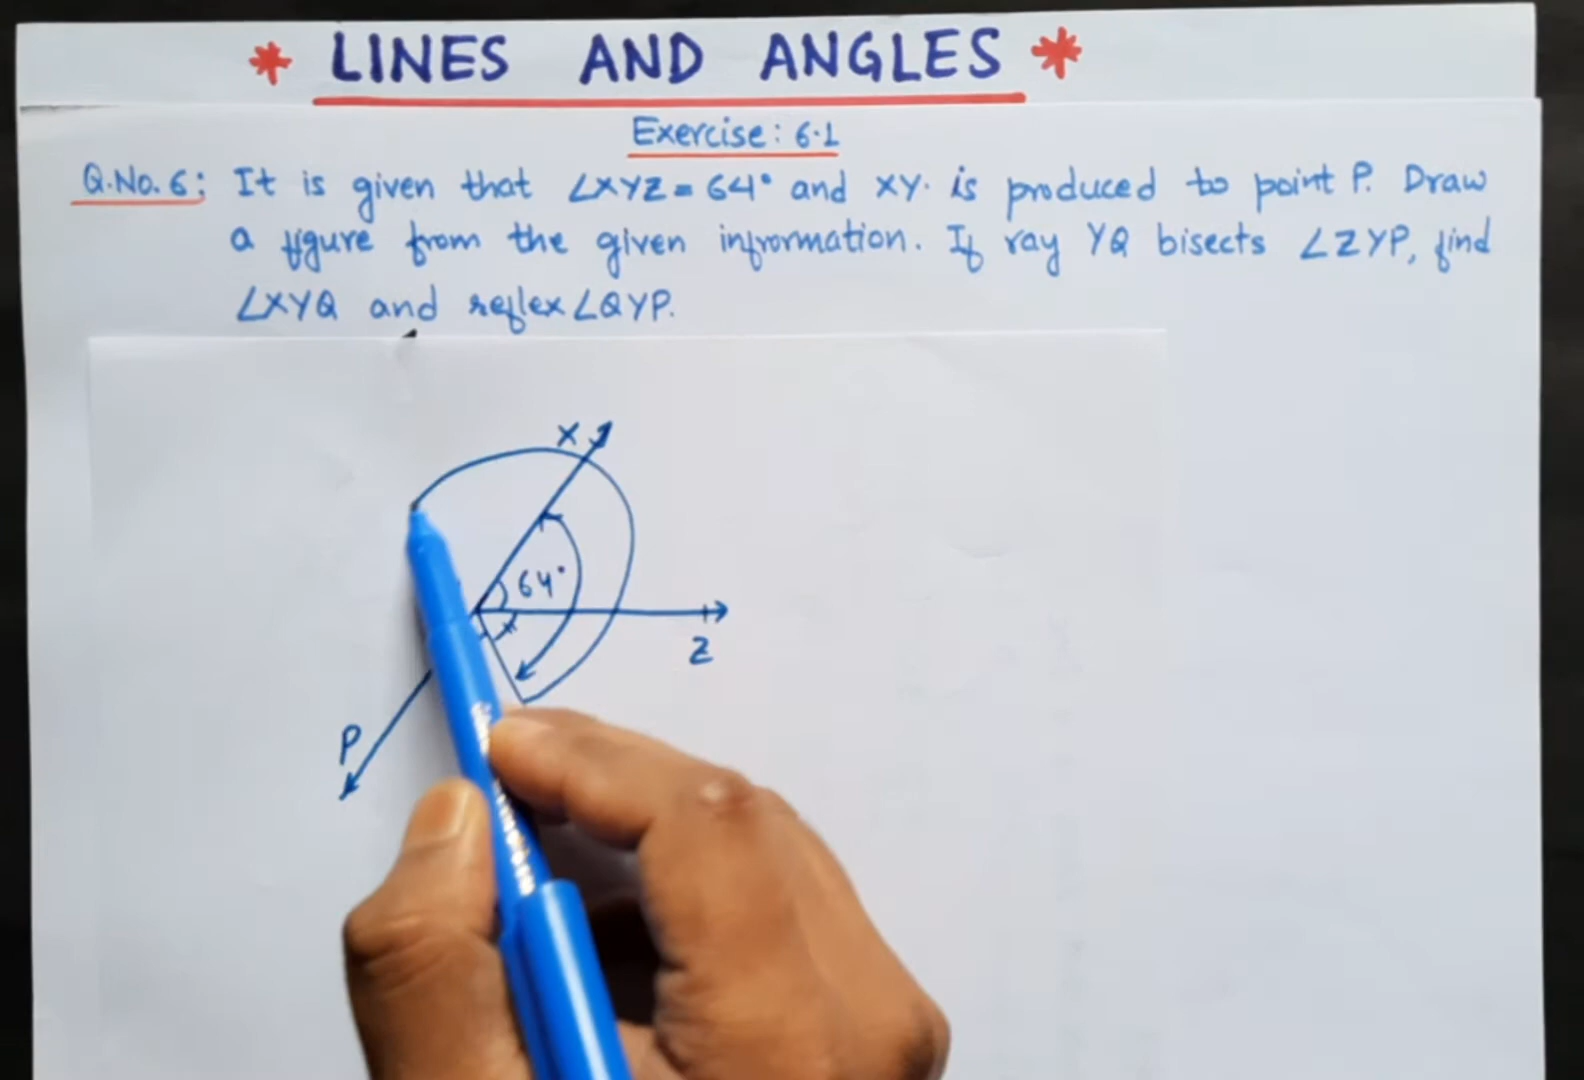 * LINES AND ANGLES *
Exercise: 6.1
Q.No. 6: It is given that ∠XYZ = 64° and XY. is produced to point P. Draw
a figure from the given information. If ray YQ bisects ∠ZYP, find
∠XYQ and reflex ∠QYP.
X
64°
Z
P